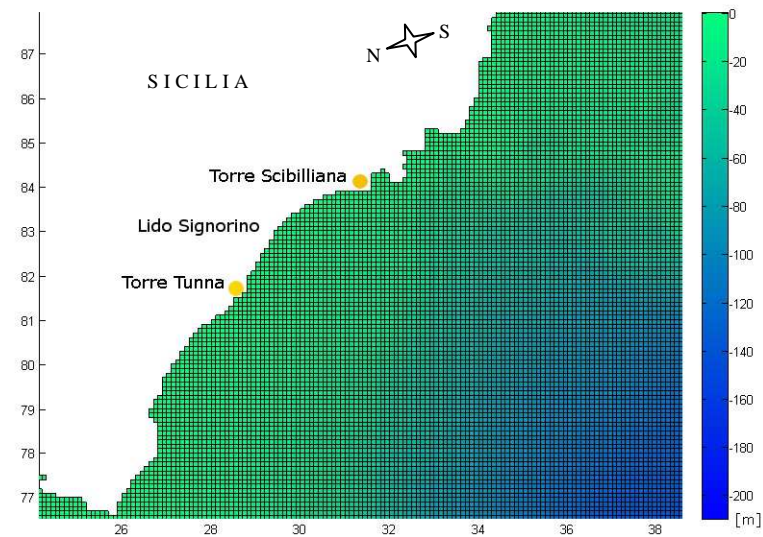 S
N
SICILIA
Torre Scibilliana
Lido Signorino
Torre Tunna
87
86
85
84
83
82
81
80
79
78
77
26 28 30 32 34 36 38
0
-20
-40
-60
-80
-100
-120
-140
-160
-180
-200
[m]